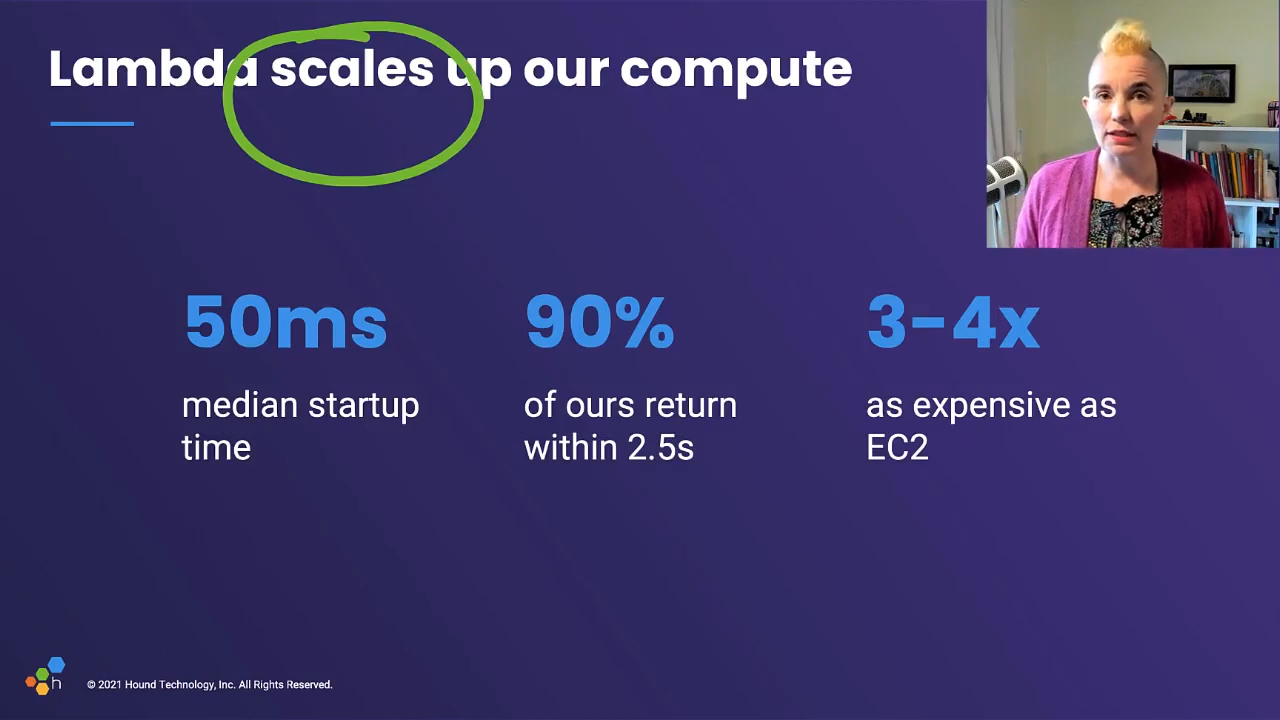 Lambda scales up our compute
50ms
median startup
time
90%
of ours return
within 2.5s
3-4x
as expensive as
EC2
h
© 2021 Hound Technology, Inc. All Rights Reserved.